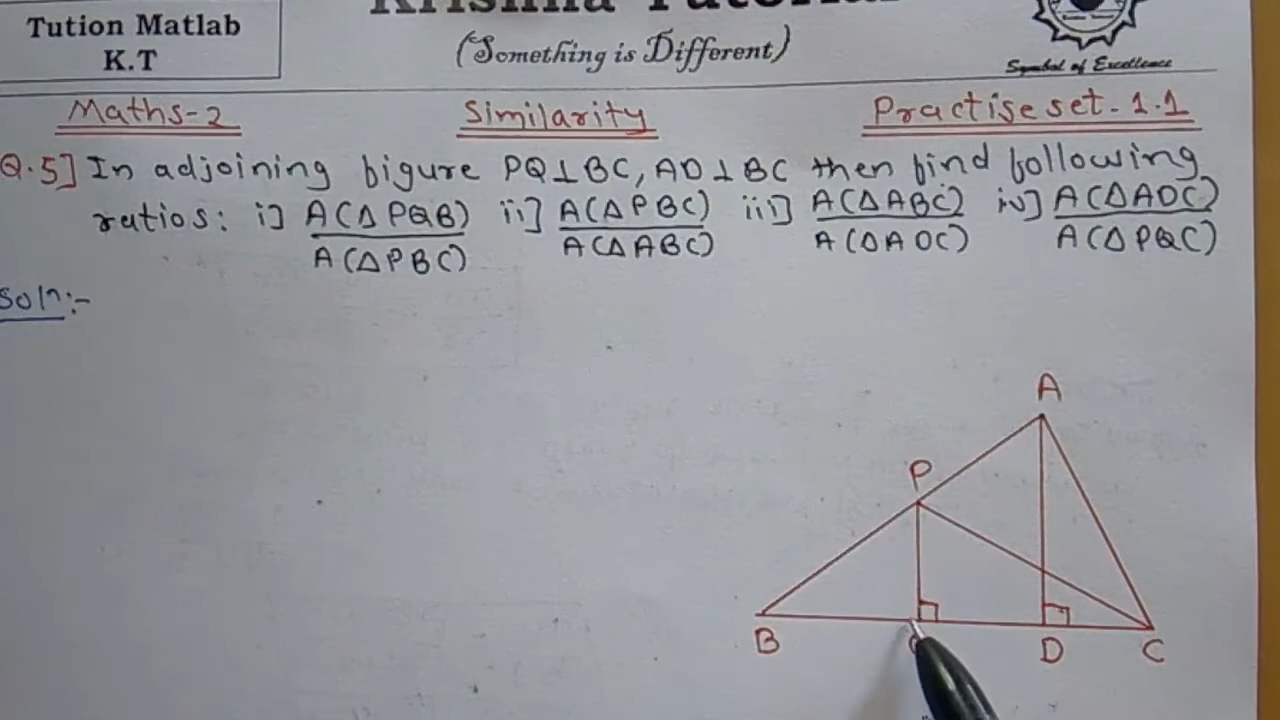 Tution Matlab
K.T
Krishna Tutorial
(Something is Different)
Symbol of Excellence
Maths-2 Similarity Practise set-1.1
Q.5] In adjoining figure PQ⊥BC, AD⊥BC then find following
ratios: i] A(ΔPQB)/A(ΔPBC) ii] A(ΔPBC)/A(ΔABC) iii] A(ΔABC)/A(ΔADC) iv] A(ΔADC)/A(ΔPQC)
Solⁿ:-
A
P
B D C